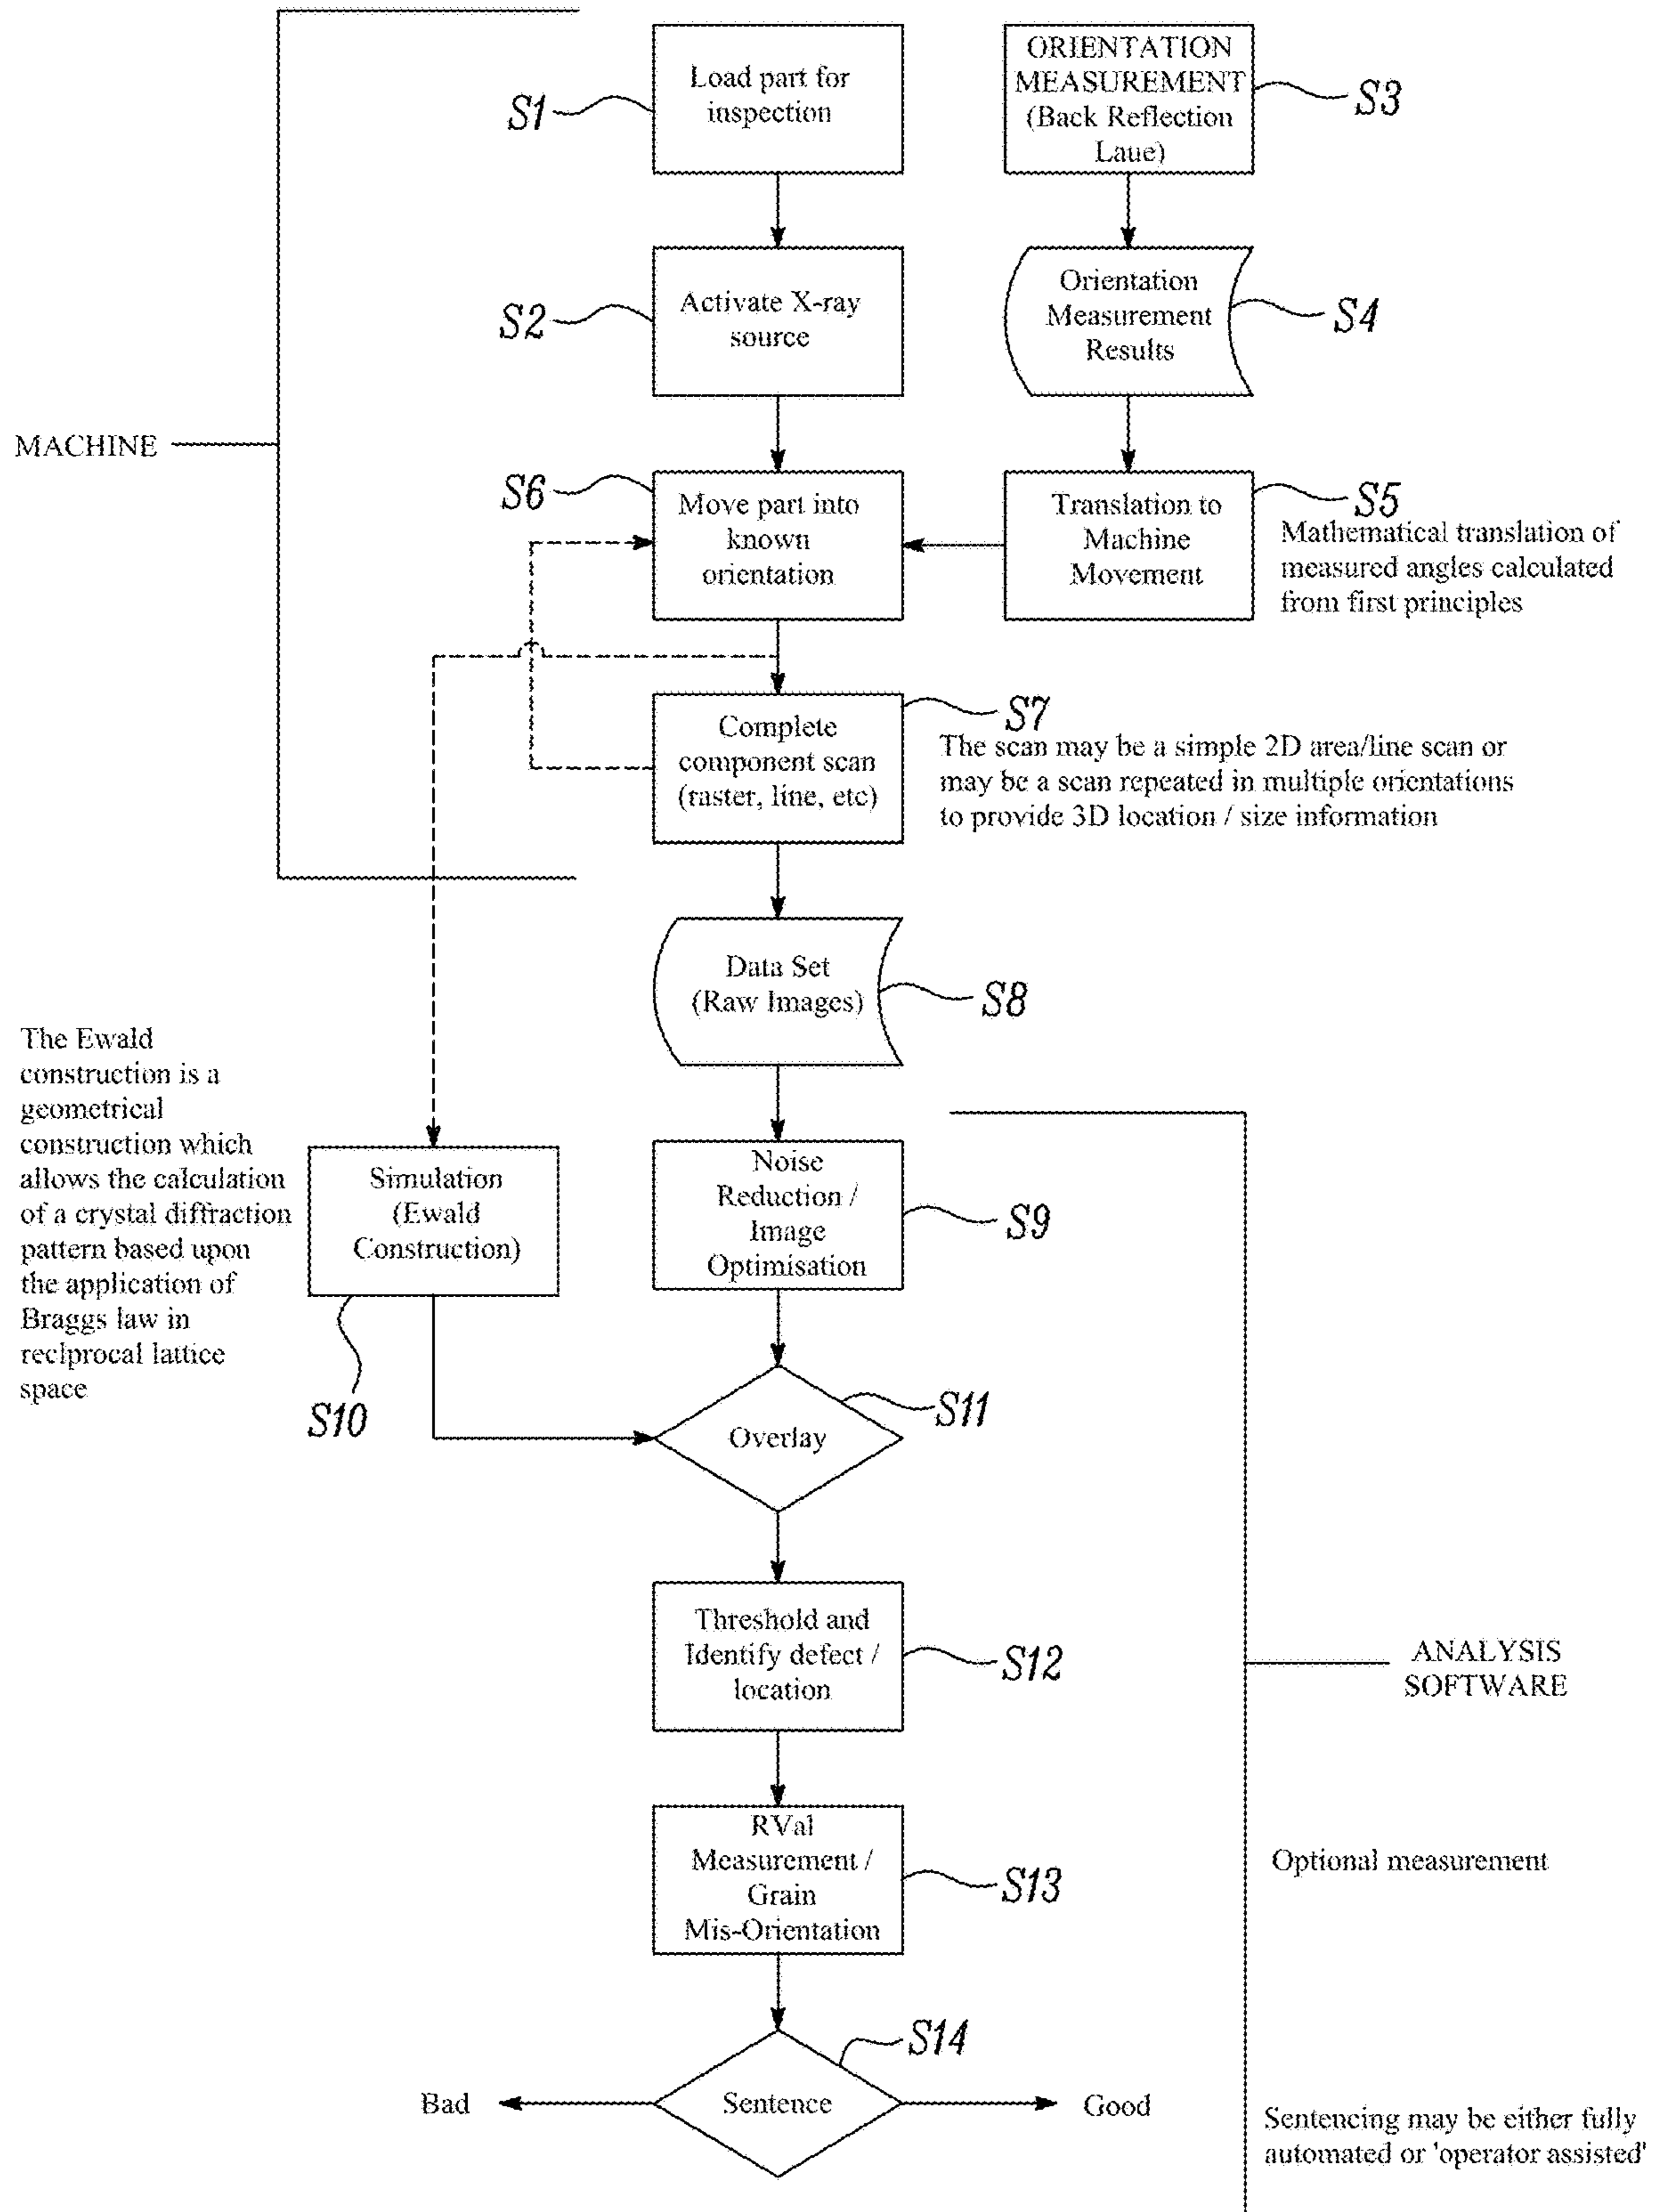 Load part for
inspection
S1
ORIENTATION
MEASUREMENT
(Back Reflection
Laue)
S3
Activate X-ray
source
S2
Orientation
Measurement
Results
S4
MACHINE
S6
Move part into
known
orientation
Translation to
Machine
Movement
S5
Mathematical translation of
measured angles calculated
from first principles
Complete
component scan
(raster, line, etc)
S7
The scan may be a simple 2D area/line scan or
may be a scan repeated in multiple orientations
to provide 3D location / size information
Data Set
(Raw Images)
S8
The Ewald
construction is a
geometrical
construction which
allows the calculation
of a crystal diffraction
pattern based upon
the application of
Braggs law in
reciprocal lattice
space
Simulation
(Ewald
Construction)
S10
Noise
Reduction /
Image
Optimisation
S9
Overlay
S11
Threshold and
Identify defect /
location
S12
ANALYSIS
SOFTWARE
RVal
Measurement /
Grain
Mis-Orientation
S13
Optional measurement
S14
Bad
Sentence
Good
Sentencing may be either fully
automated or 'operator assisted'